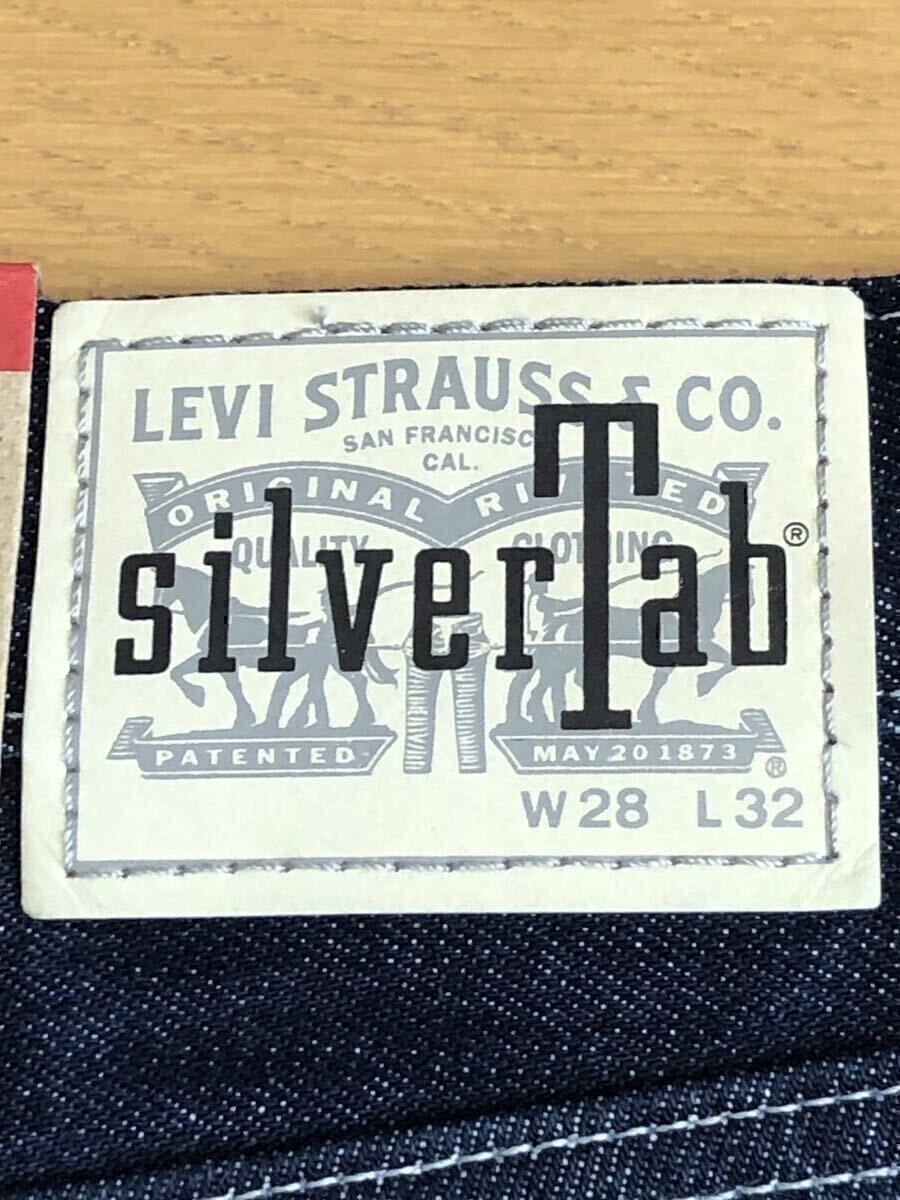 LEVI STRAUSS & CO.
SAN FRANCISCO
CAL.
ORIGINAL RIVETED
QUALITY CLOTHING
silverTab®
PATENTED MAY 20 1873 ®
W28 L32